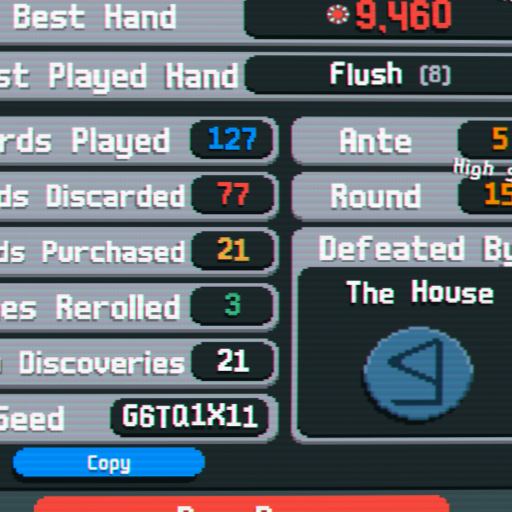 Best Hand 9,460
st Played Hand Flush (8)
rds Played 127
ds Discarded 77
ds Purchased 21
es Rerolled 3
Discoveries 21
Seed G6TQ1X11
Copy
Ante 5
High
Round 15
Defeated By
The House